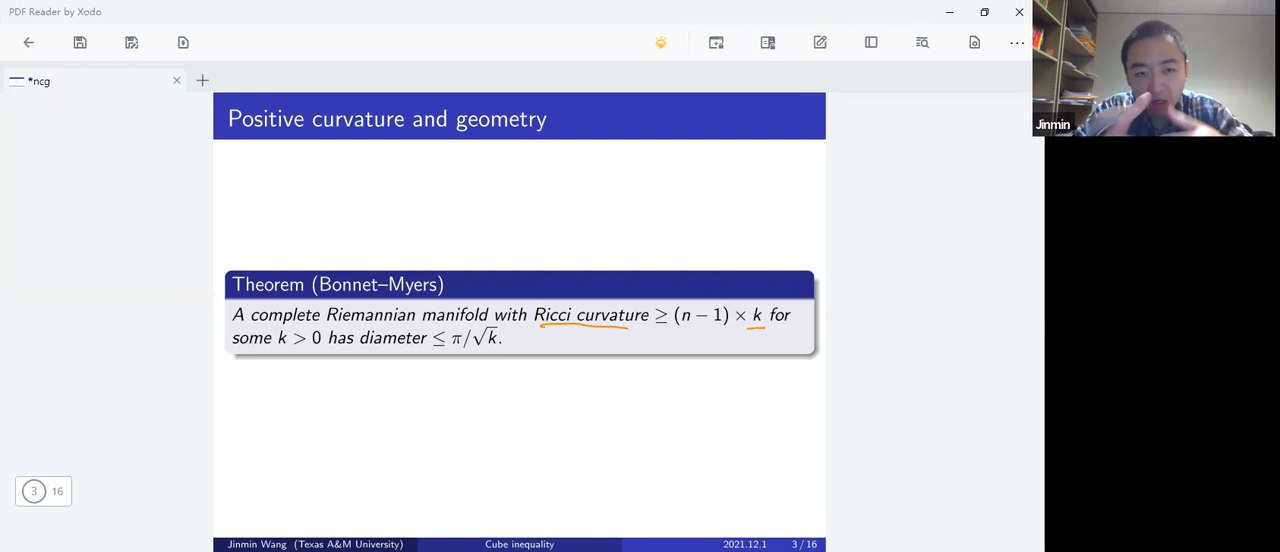 PDF Reader by Xodo
*ncg
Positive curvature and geometry
Jinmin
Theorem (Bonnet–Myers)
A complete Riemannian manifold with Ricci curvature ≥ (n − 1) × k for
some k > 0 has diameter ≤ π/√k.
3 16
Jinmin Wang (Texas A&M University) Cube inequality 2021.12.1 3 / 16